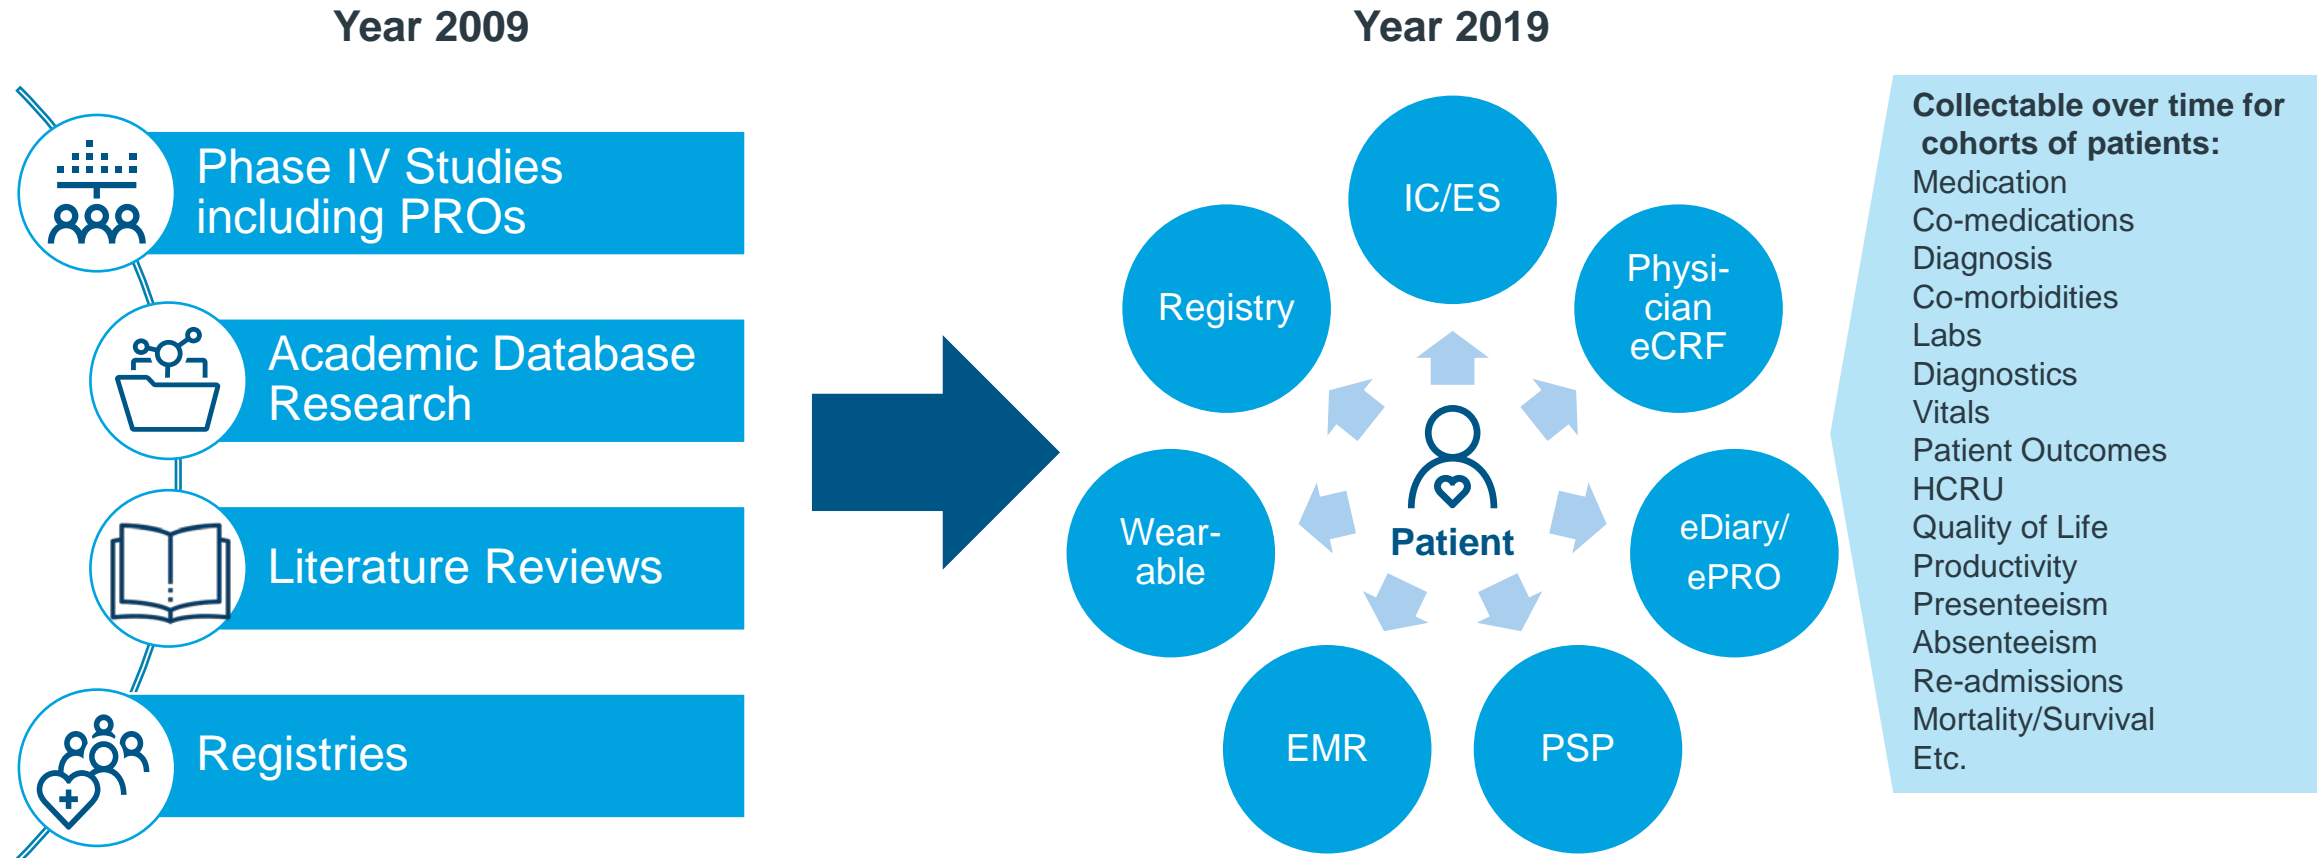 Year 2009
Phase IV Studies
including PROs
Academic Database
Research
Literature Reviews
Registries
Year 2019
IC/ES
Physi-
cian
eCRF
eDiary/
ePRO
PSP
EMR
Wear-
able
Registry
Patient
Collectable over time for
cohorts of patients:
Medication
Co-medications
Diagnosis
Co-morbidities
Labs
Diagnostics
Vitals
Patient Outcomes
HCRU
Quality of Life
Productivity
Presenteeism
Absenteeism
Re-admissions
Mortality/Survival
Etc.